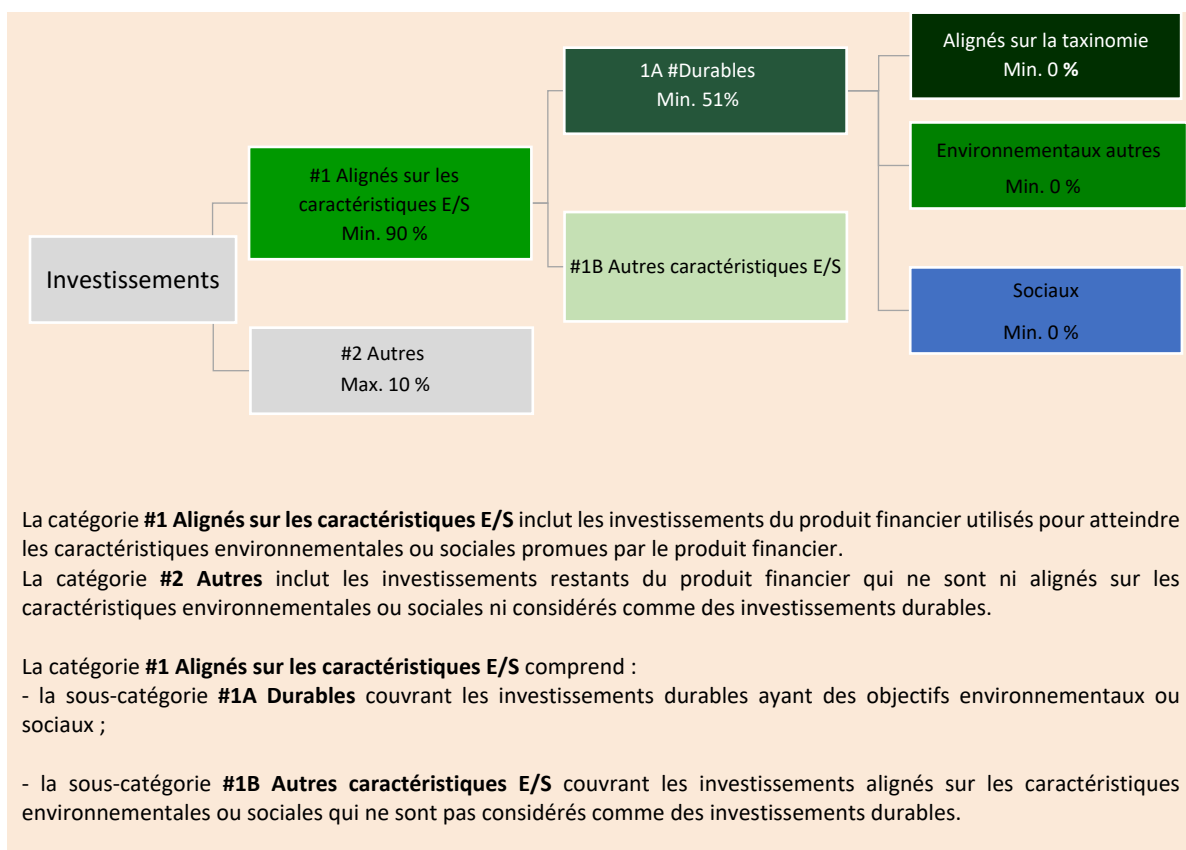 Investissements
#1 Alignés sur les
caractéristiques E/S
Min. 90 %
#2 Autres
Max. 10 %
1A #Durables
Min. 51%
#1B Autres caractéristiques E/S
Alignés sur la taxinomie
Min. 0 %
Environnementaux autres
Min. 0 %
Sociaux
Min. 0 %
La catégorie #1 Alignés sur les caractéristiques E/S inclut les investissements du produit financier utilisés pour atteindre
les caractéristiques environnementales ou sociales promues par le produit financier.
La catégorie #2 Autres inclut les investissements restants du produit financier qui ne sont ni alignés sur les
caractéristiques environnementales ou sociales ni considérés comme des investissements durables.
La catégorie #1 Alignés sur les caractéristiques E/S comprend :
- la sous-catégorie #1A Durables couvrant les investissements durables ayant des objectifs environnementaux ou
sociaux ;
- la sous-catégorie #1B Autres caractéristiques E/S couvrant les investissements alignés sur les caractéristiques
environnementales ou sociales qui ne sont pas considérés comme des investissements durables.